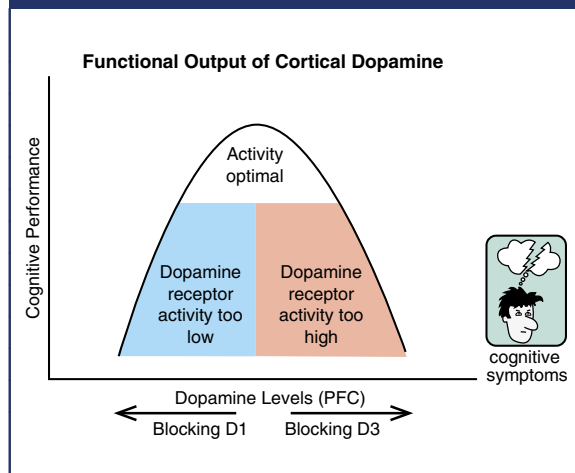 Functional Output of Cortical Dopamine
Cognitive Performance
Activity
optimal
Dopamine
receptor
activity too
low
Dopamine
receptor
activity too
high
cognitive
symptoms
Dopamine Levels (PFC)
Blocking D1
Blocking D3